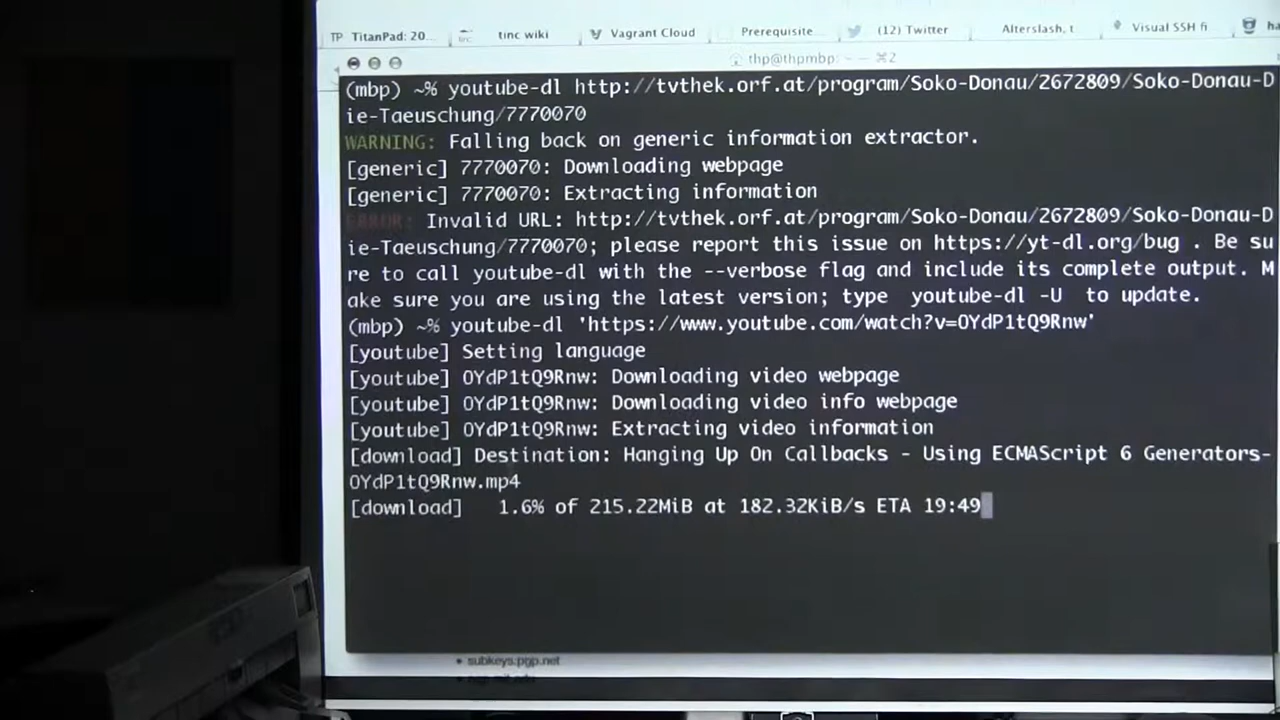 TP TitanPad: 20... tinc wiki Vagrant Cloud Prerequisite... (12) Twitter Alterslash, t Visual SSH fi ha
thp@thpmbp: ~ — ⌘2
(mbp) ~% youtube-dl http://tvthek.orf.at/program/Soko-Donau/2672809/Soko-Donau-D
ie-Taeuschung/7770070
WARNING: Falling back on generic information extractor.
[generic] 7770070: Downloading webpage
[generic] 7770070: Extracting information
ERROR: Invalid URL: http://tvthek.orf.at/program/Soko-Donau/2672809/Soko-Donau-D
ie-Taeuschung/7770070; please report this issue on https://yt-dl.org/bug . Be su
re to call youtube-dl with the --verbose flag and include its complete output. M
ake sure you are using the latest version; type  youtube-dl -U  to update.
(mbp) ~% youtube-dl 'https://www.youtube.com/watch?v=OYdP1tQ9Rnw'
[youtube] Setting language
[youtube] OYdP1tQ9Rnw: Downloading video webpage
[youtube] OYdP1tQ9Rnw: Downloading video info webpage
[youtube] OYdP1tQ9Rnw: Extracting video information
[download] Destination: Hanging Up On Callbacks - Using ECMAScript 6 Generators-
OYdP1tQ9Rnw.mp4
[download]   1.6% of 215.22MiB at 182.32KiB/s ETA 19:49
• subkeys.pgp.net